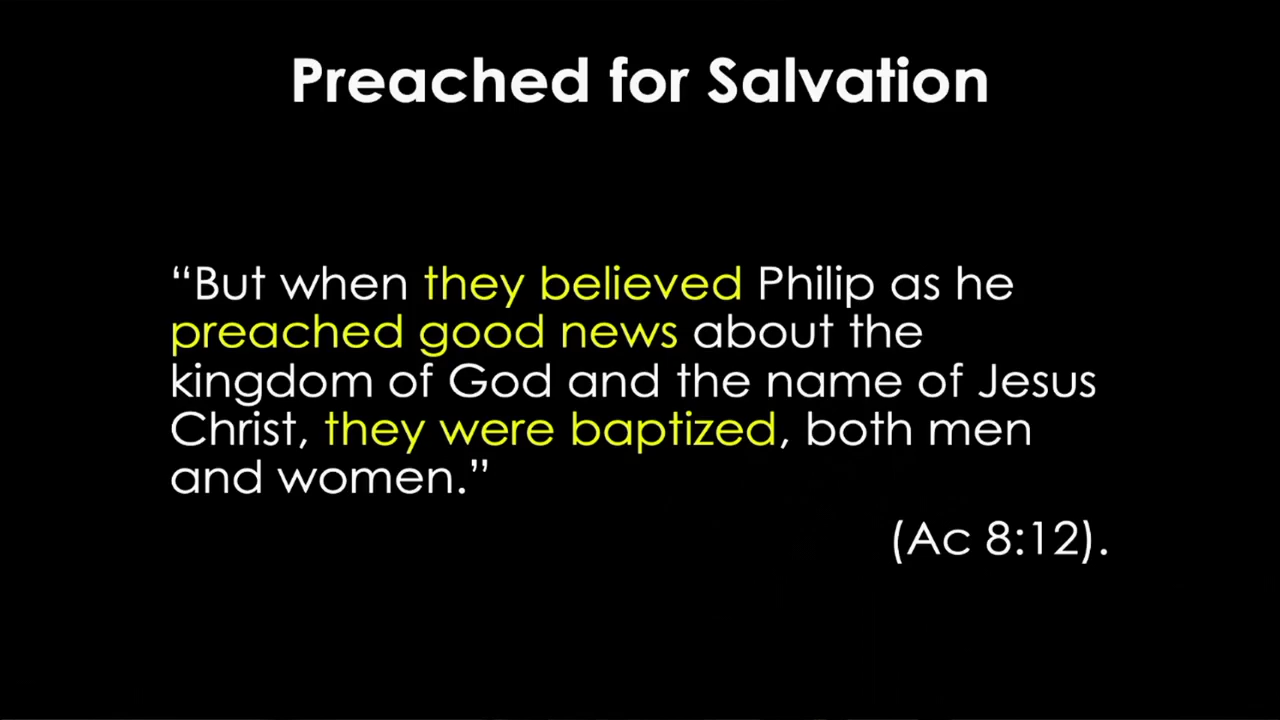 Preached for Salvation
“But when they believed Philip as he
preached good news about the
kingdom of God and the name of Jesus
Christ, they were baptized, both men
and women.”
(Ac 8:12).